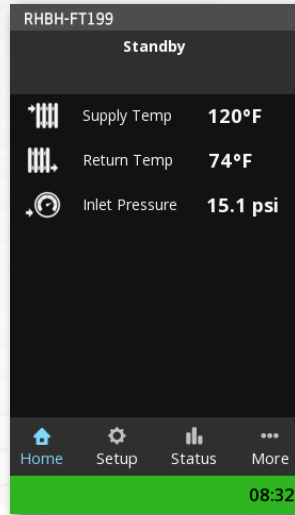 RHBH-FT199
Standby
Supply Temp 120°F
Return Temp 74°F
Inlet Pressure 15.1 psi
Home Setup Status More
08:32